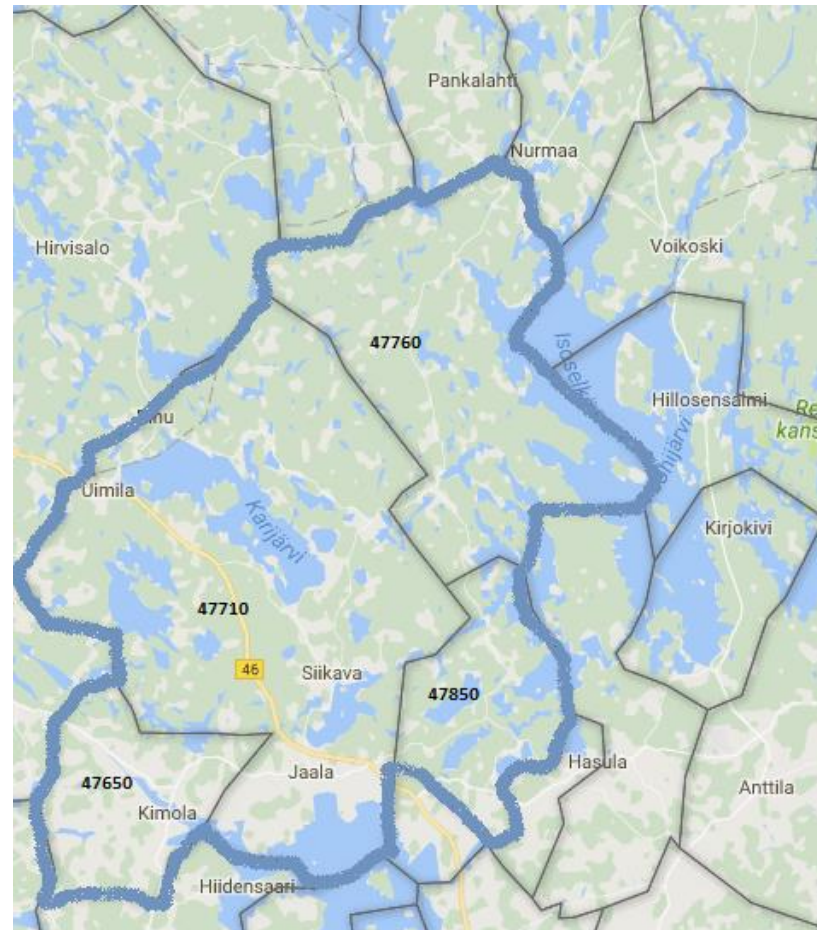 Pankalahti
Nurmaa
Hirvisalo
Voikoski
47760
Isoselkä
Hillosensalmi
Uimila
Karijärvi
Kirjokivi
47710
46
Siikava
47850
Jaala
Hasula
47650
Kimola
Anttila
Hiidensaari